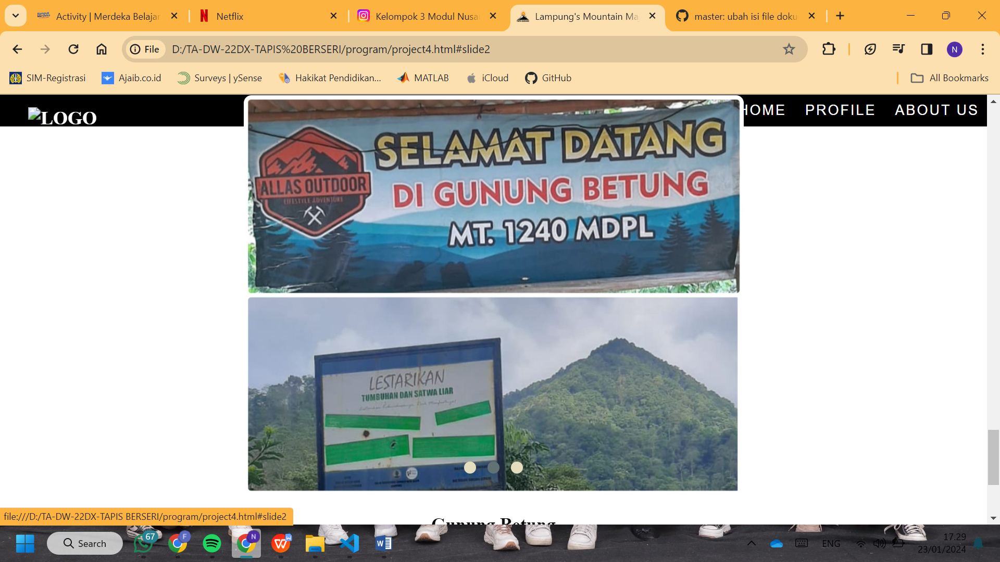 Activity | Merdeka Belajar
Netflix
Kelompok 3 Modul Nusan
Lampung's Mountain Ma
master: ubah isi file doku
File
D:/TA-DW-22DX-TAPIS%20BERSERI/program/project4.html#slide2
N
SIM-Registrasi
Ajaib.co.id
Surveys | ySense
Hakikat Pendidikan...
MATLAB
iCloud
GitHub
All Bookmarks
LOGO
HOME
PROFILE
ABOUT US
SELAMAT DATANG
DI GUNUNG BETUNG
MT. 1240 MDPL
ALLAS OUTDOOR
LIFESTYLE ADVENTURE
LESTARIKAN
TUMBUHAN DAN SATWA LIAR
Gunung Betung
file:///D:/TA-DW-22DX-TAPIS BERSERI/program/project4.html#slide2
Search
67
F
N
ENG
17.29
23/01/2024